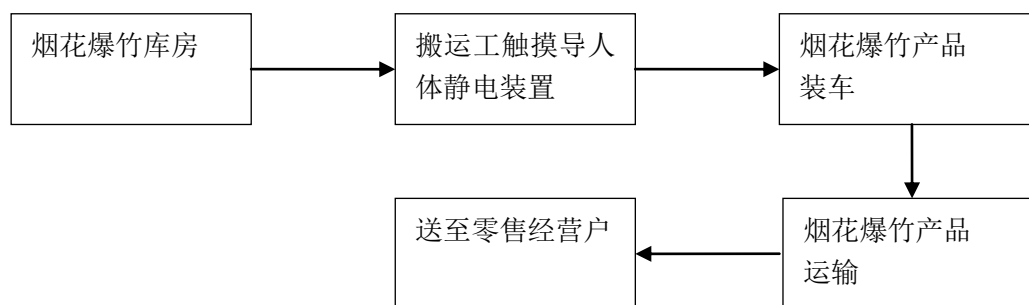 烟花爆竹库房
搬运工触摸导人
体静电装置
烟花爆竹产品
装车
烟花爆竹产品
运输
送至零售经营户